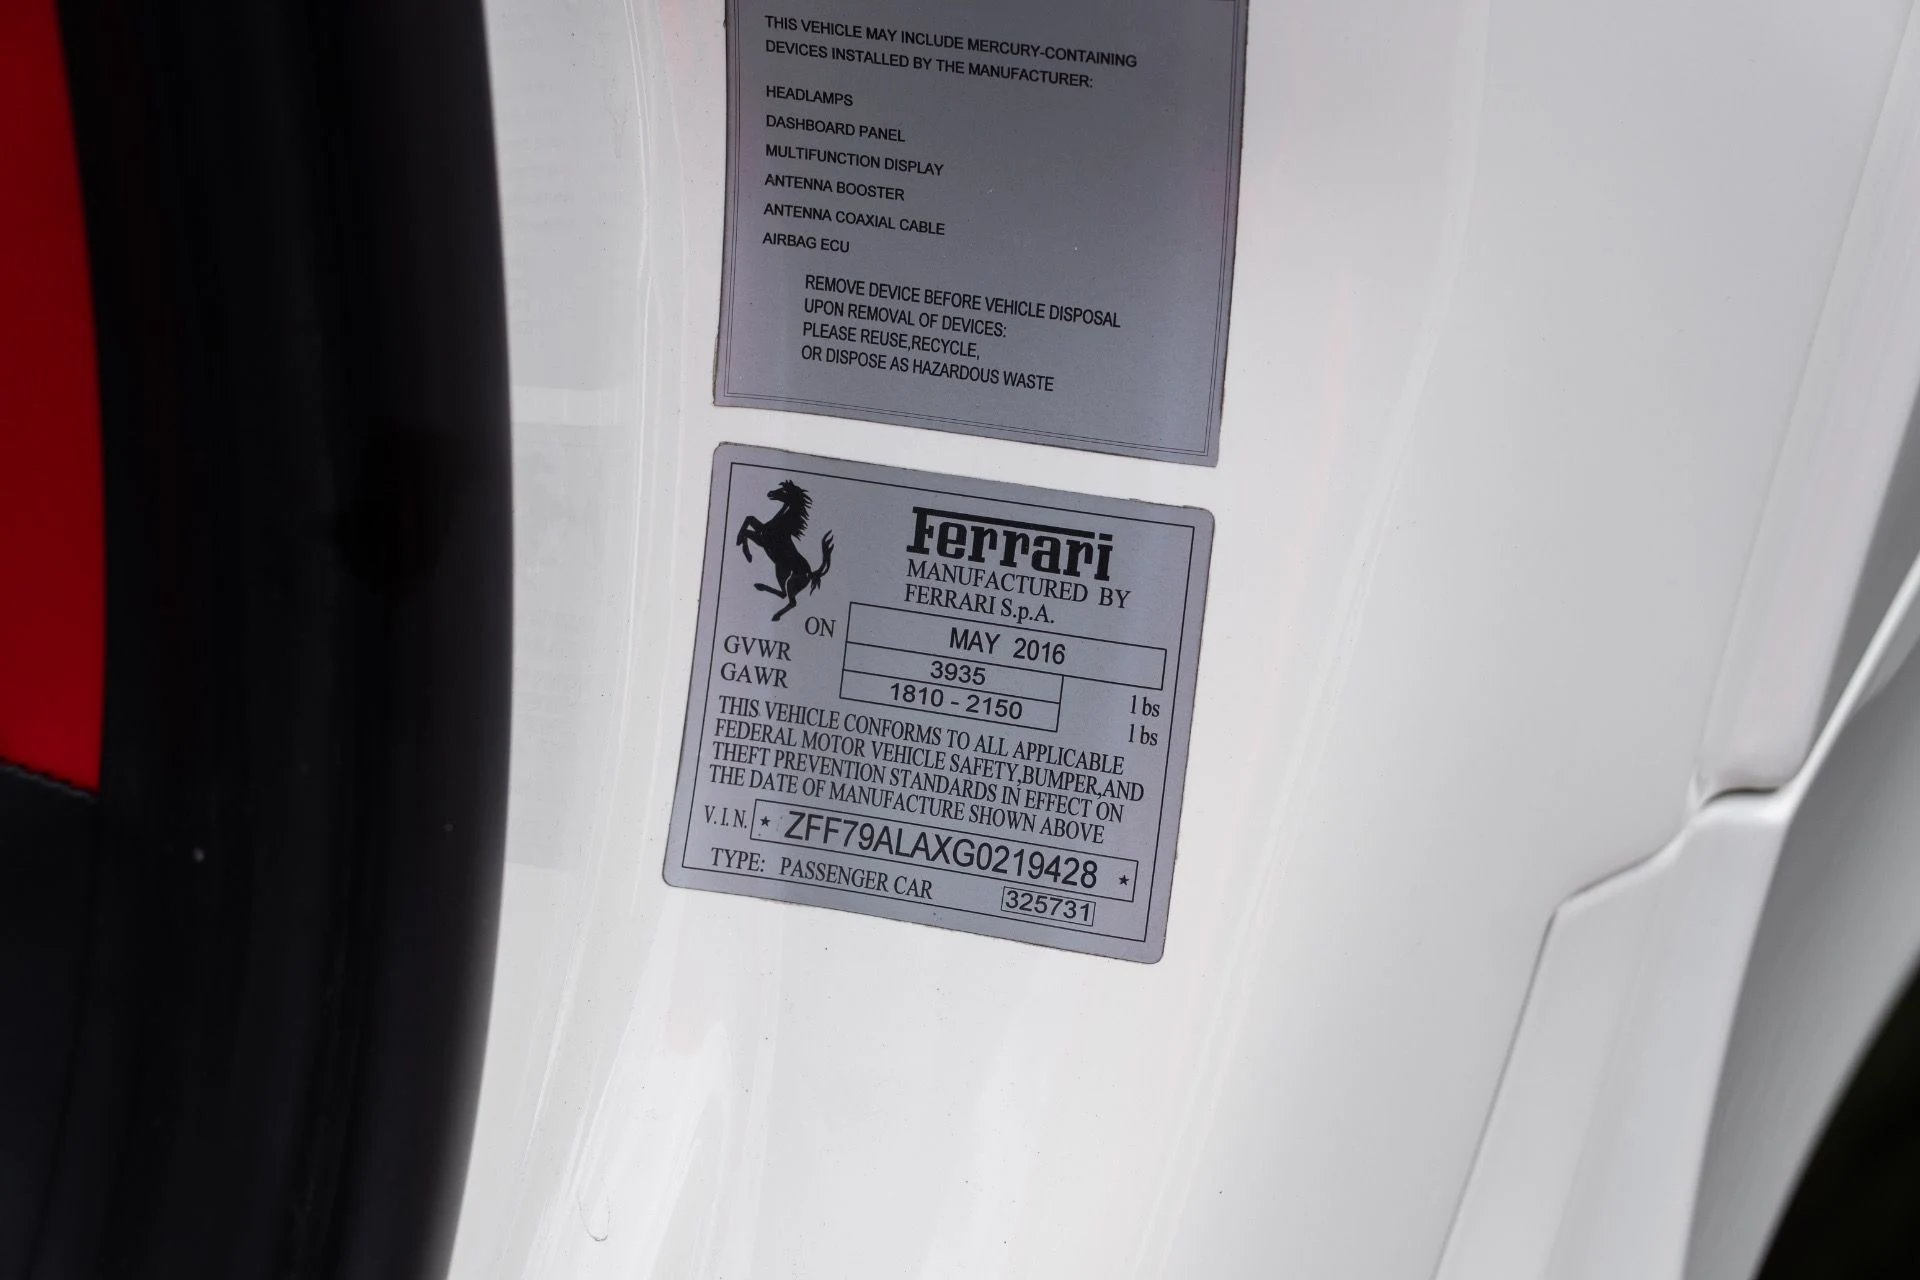 THIS VEHICLE MAY INCLUDE MERCURY-CONTAINING
DEVICES INSTALLED BY THE MANUFACTURER:
HEADLAMPS
DASHBOARD PANEL
MULTIFUNCTION DISPLAY
ANTENNA BOOSTER
ANTENNA COAXIAL CABLE
AIRBAG ECU
REMOVE DEVICE BEFORE VEHICLE DISPOSAL
UPON REMOVAL OF DEVICES:
PLEASE REUSE,RECYCLE,
OR DISPOSE AS HAZARDOUS WASTE
Ferrari
MANUFACTURED BY
FERRARI S.p.A.
ON MAY 2016
GVWR 3935 lbs
GAWR 1810 - 2150 lbs
THIS VEHICLE CONFORMS TO ALL APPLICABLE
FEDERAL MOTOR VEHICLE SAFETY,BUMPER,AND
THEFT PREVENTION STANDARDS IN EFFECT ON
THE DATE OF MANUFACTURE SHOWN ABOVE
V.I.N. * ZFF79ALAXG0219428 *
TYPE: PASSENGER CAR 325731